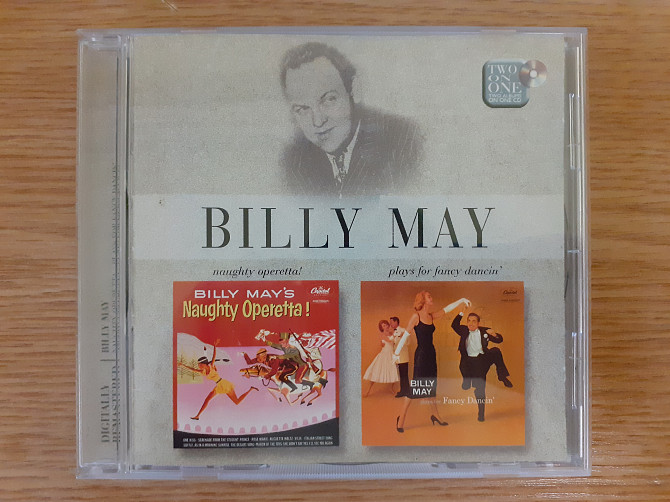 TWO
ON
ONE
TWO ALBUMS
ON ONE CD
BILLY MAY
naughty operetta!
plays for fancy dancin'
BILLY MAY'S
Naughty Operetta!
Capitol
Capitol
BILLY
MAY
Fancy Dancin'
DIGITALLY
REMASTERED
BILLY MAY